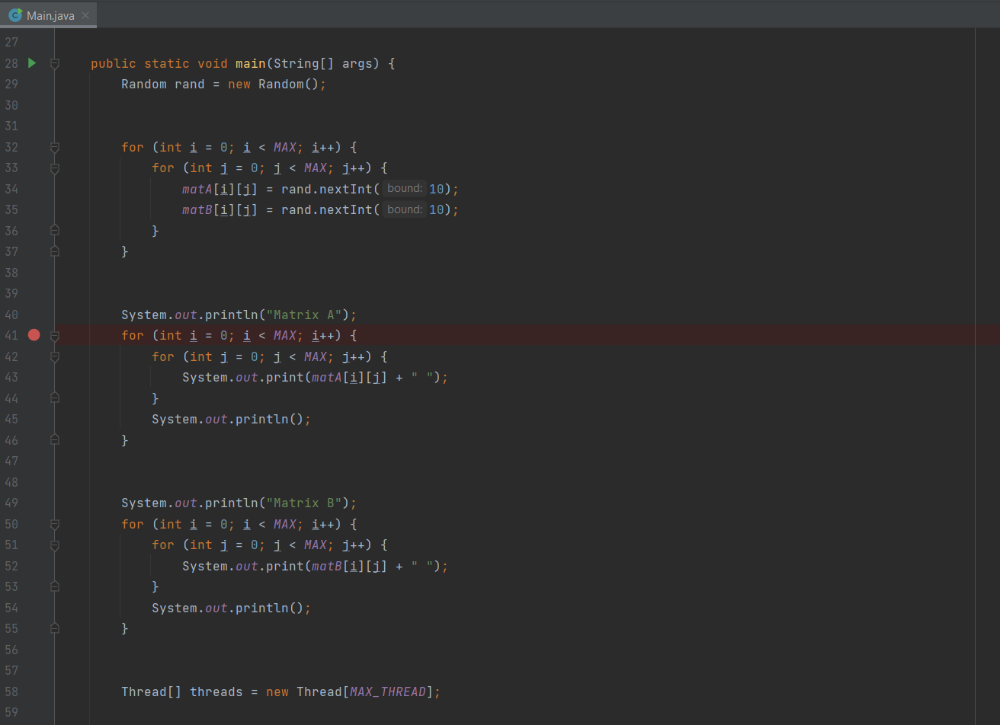 Main.java
27
28 public static void main(String[] args) {
29 Random rand = new Random();
30
31
32 for (int i = 0; i < MAX; i++) {
33 for (int j = 0; j < MAX; j++) {
34 matA[i][j] = rand.nextInt( bound: 10);
35 matB[i][j] = rand.nextInt( bound: 10);
36 }
37 }
38
39
40 System.out.println("Matrix A");
41 for (int i = 0; i < MAX; i++) {
42 for (int j = 0; j < MAX; j++) {
43 System.out.print(matA[i][j] + " ");
44 }
45 System.out.println();
46 }
47
48
49 System.out.println("Matrix B");
50 for (int i = 0; i < MAX; i++) {
51 for (int j = 0; j < MAX; j++) {
52 System.out.print(matB[i][j] + " ");
53 }
54 System.out.println();
55 }
56
57
58 Thread[] threads = new Thread[MAX_THREAD];
59